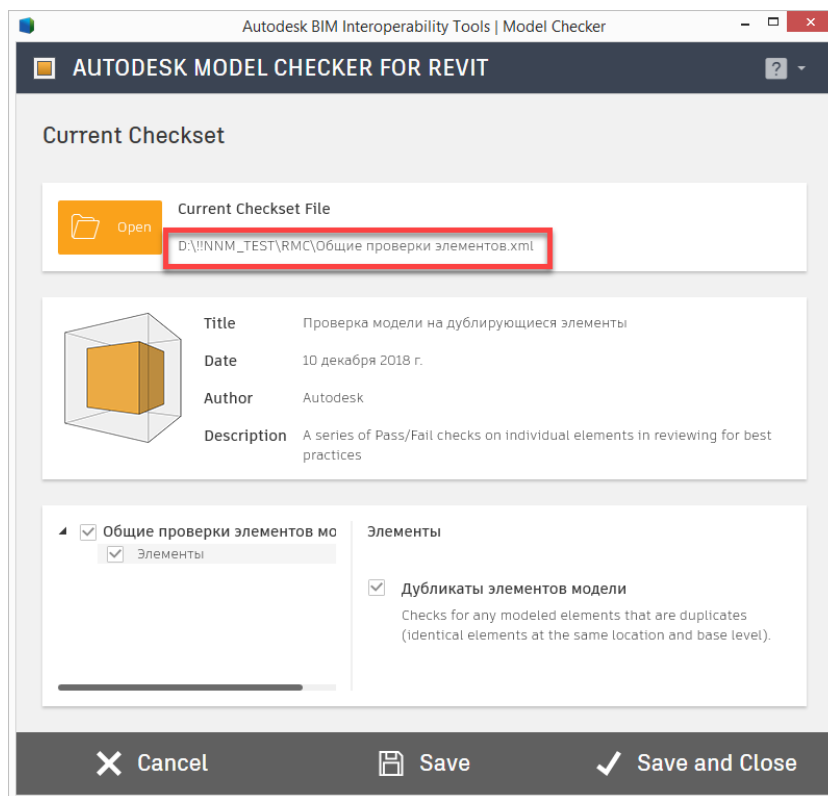 Autodesk BIM Interoperability Tools | Model Checker
AUTODESK MODEL CHECKER FOR REVIT
?
Current Checkset
Current Checkset File
Open
D:\!!NNM_TEST\RMC\Общие проверки элементов.xml
Title Проверка модели на дублирующиеся элементы
Date 10 декабря 2018 г.
Author Autodesk
Description A series of Pass/Fail checks on individual elements in reviewing for best
practices
Общие проверки элементов мо
Элементы
Элементы
Дубликаты элементов модели
Checks for any modeled elements that are duplicates
(identical elements at the same location and base level).
Cancel Save Save and Close